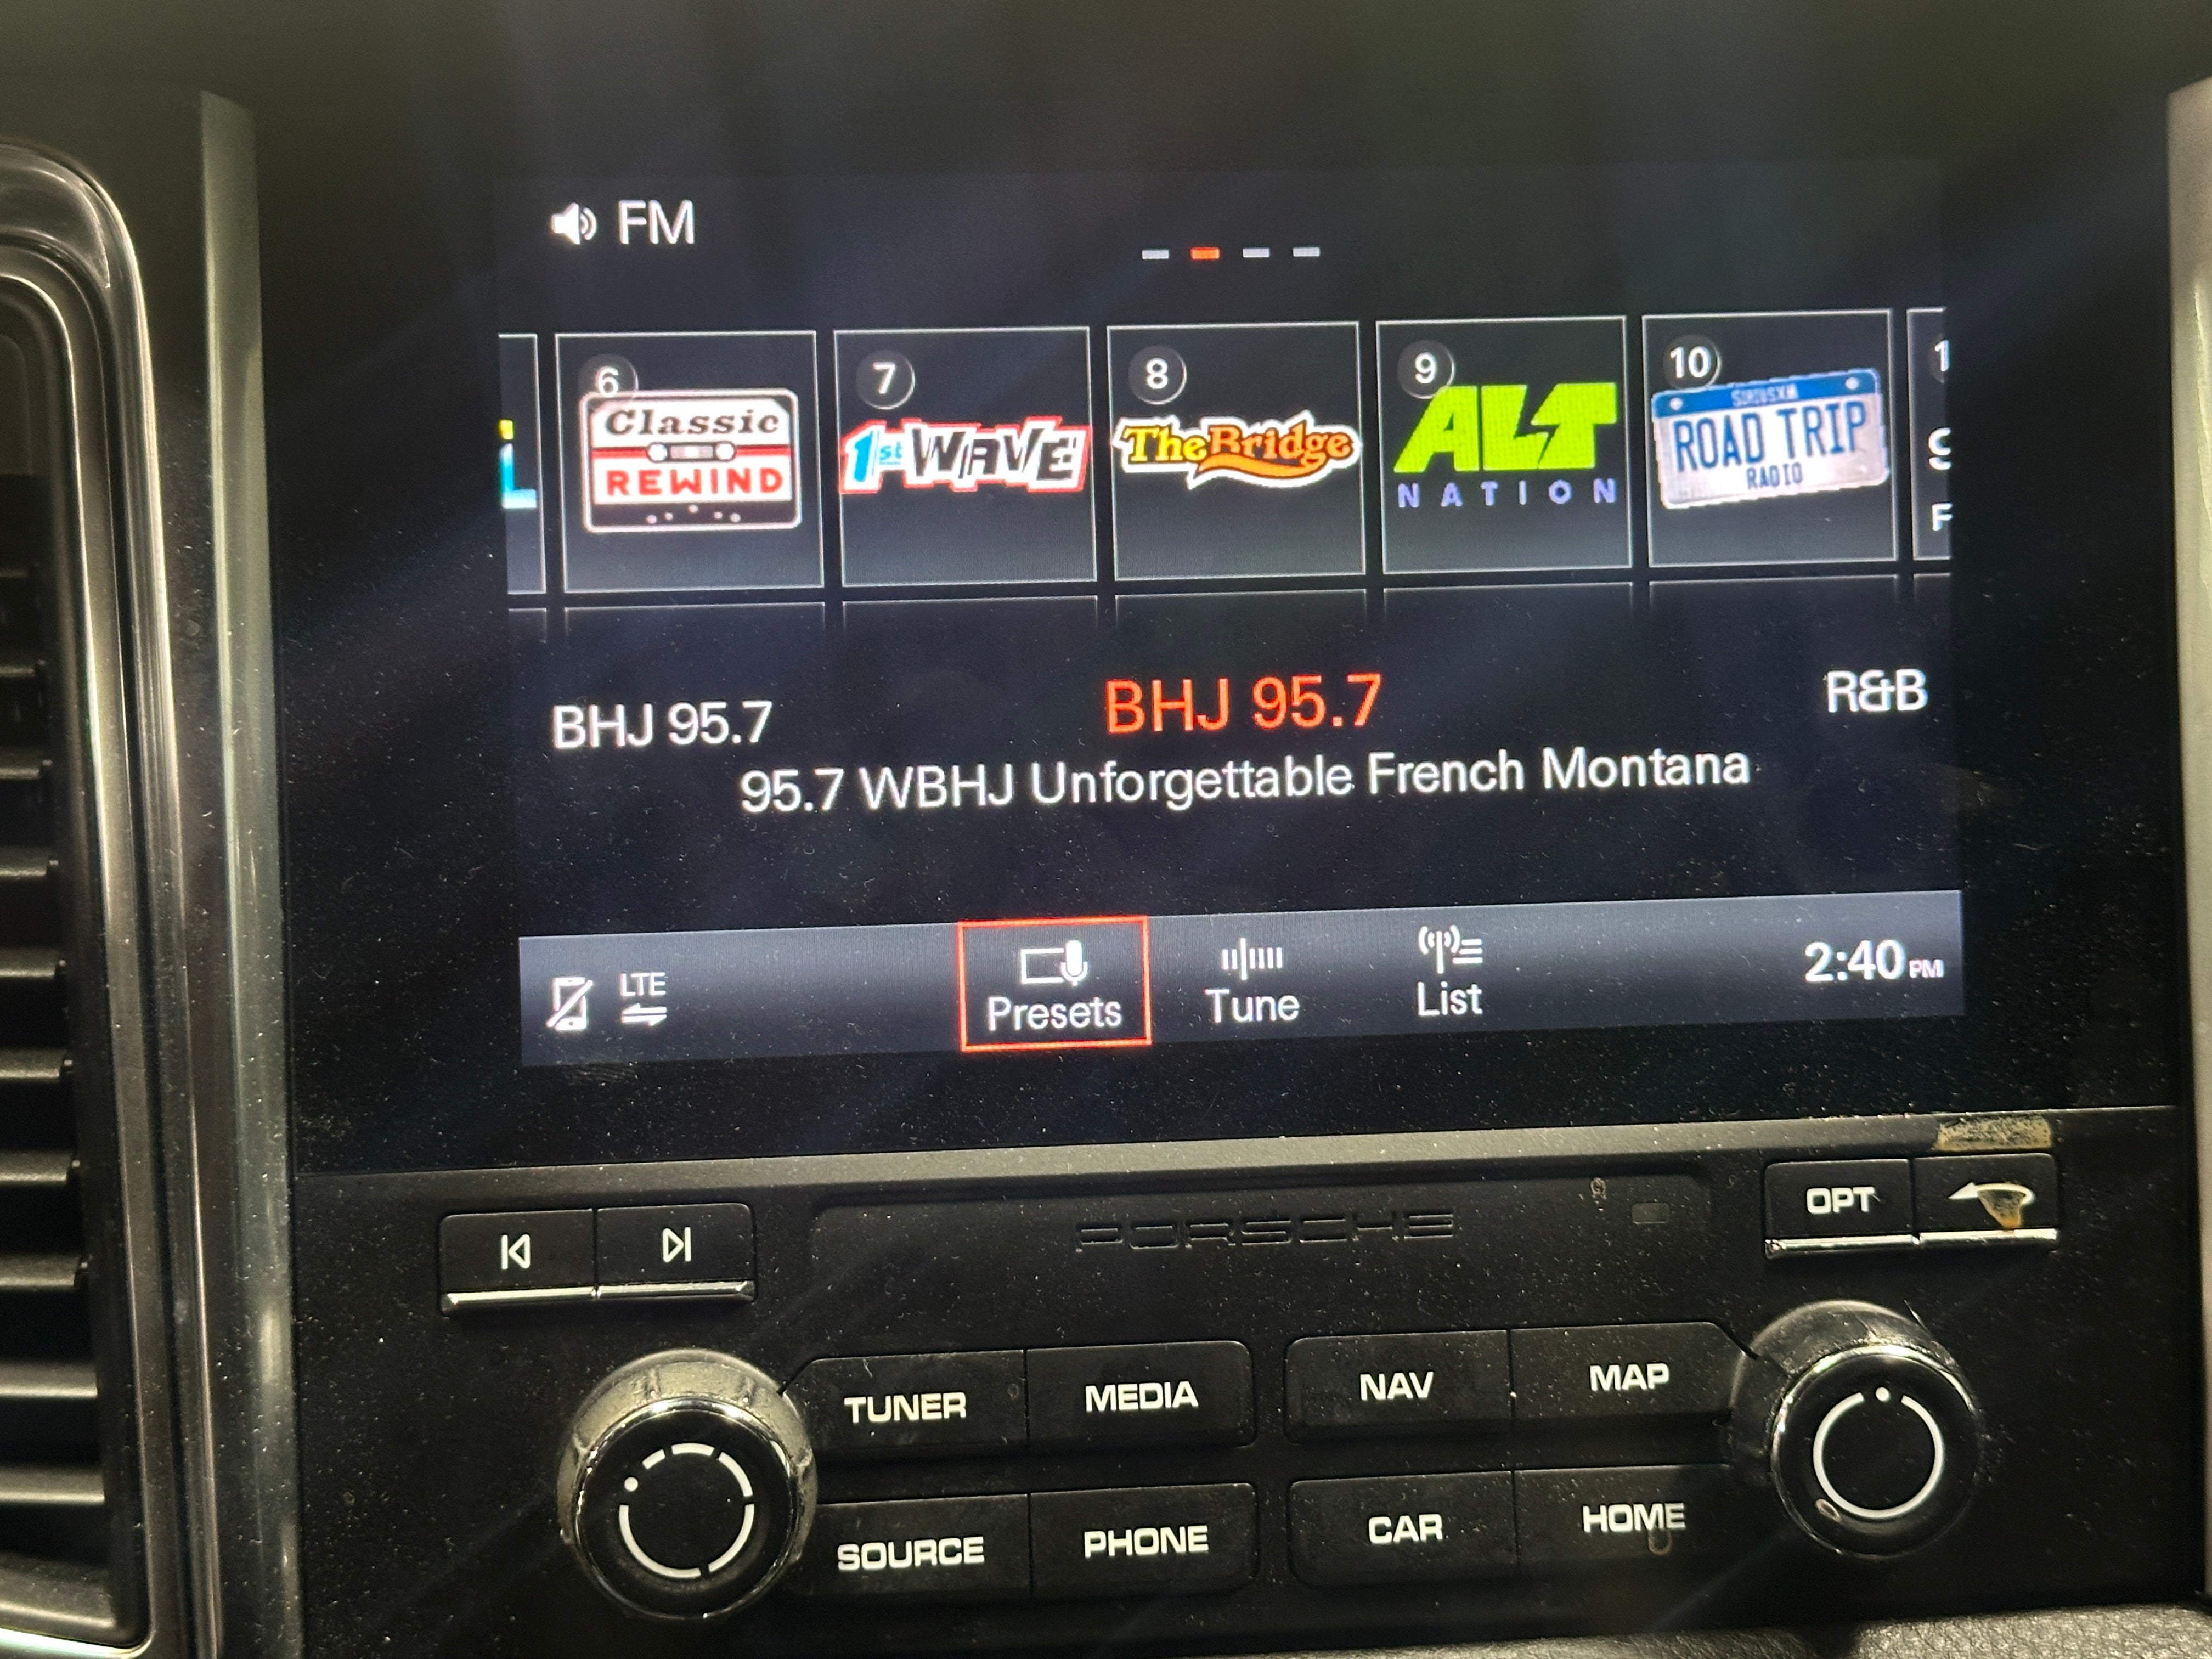 FM
6
Classic
REWIND
7
1st WAVE
8
The Bridge
9
ALT
NATION
10
SIRIUSXM
ROAD TRIP
RADIO
BHJ 95.7
BHJ 95.7
R&B
95.7 WBHJ Unforgettable French Montana
LTE
Presets
Tune
List
2:40 PM
PORSCHE
OPT
TUNER
MEDIA
NAV
MAP
SOURCE
PHONE
CAR
HOME